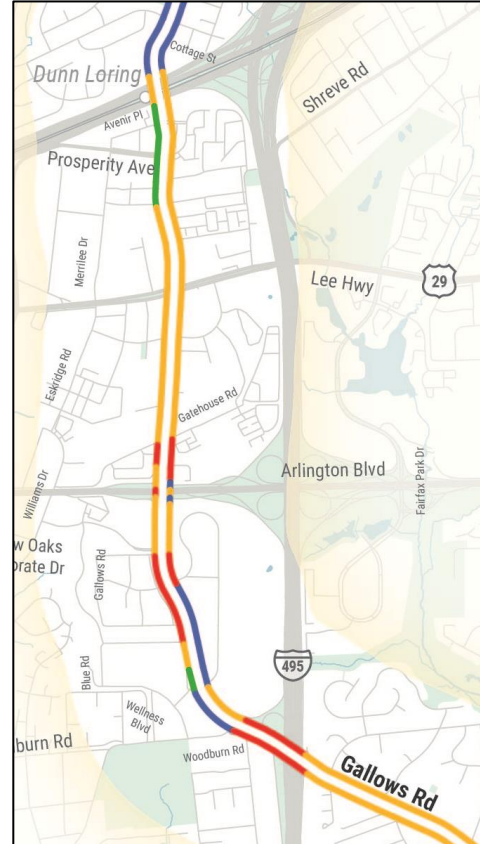 Cottage St
Dunn Loring
Shreve Rd
Avenir Pl
Prosperity Ave
Merrilee Dr
Lee Hwy
29
Eskridge Rd
Gatehouse Rd
Arlington Blvd
Fairfax Park Dr
Williams Dr
w Oaks
orate Dr
Gallows Rd
495
Blue Rd
Wellness
Blvd
burn Rd
Woodburn Rd
Gallows Rd